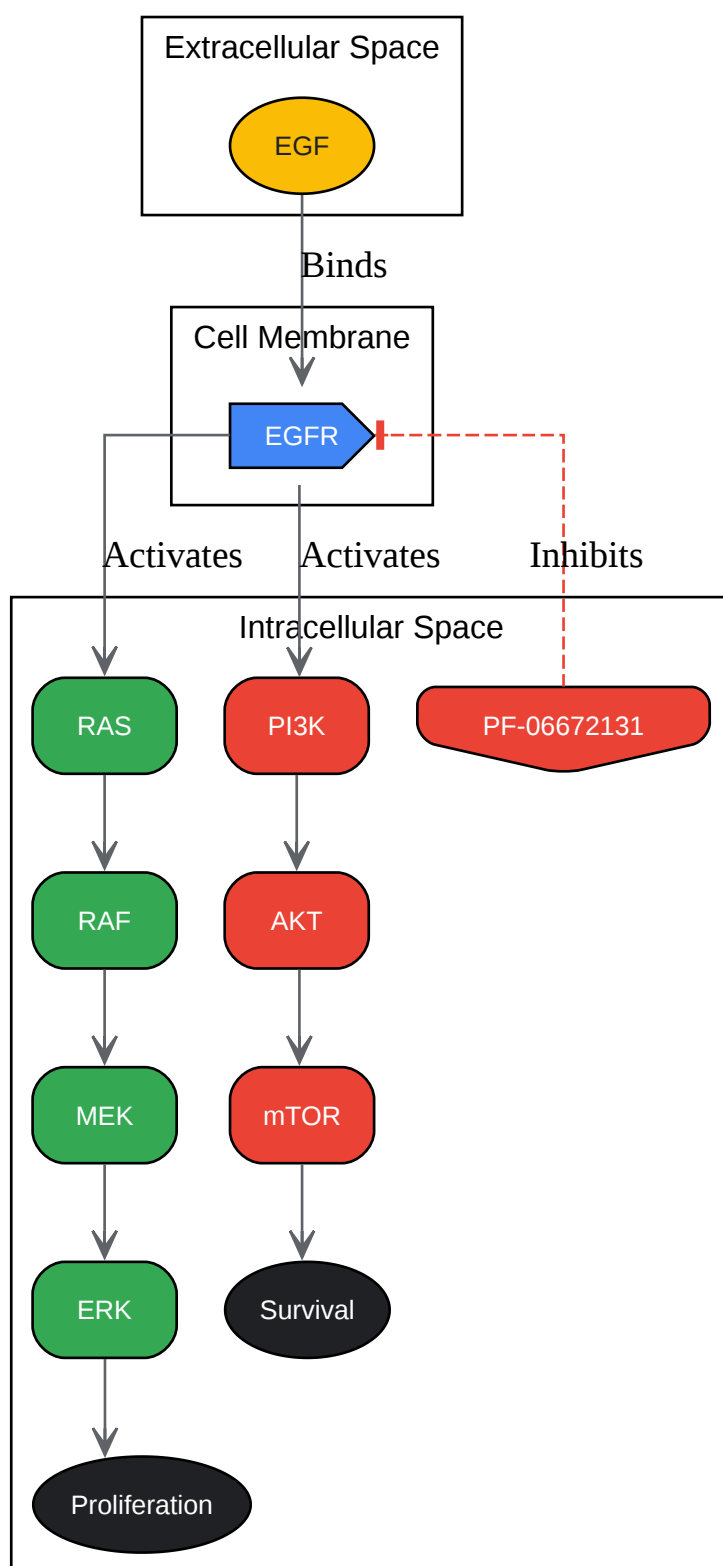 Extracellular Space
EGF
Binds
Cell Membrane
EGFR
Activates
Activates
Inhibits
Intracellular Space
RAS
PI3K
PF-06672131
RAF
AKT
MEK
mTOR
ERK
Survival
Proliferation